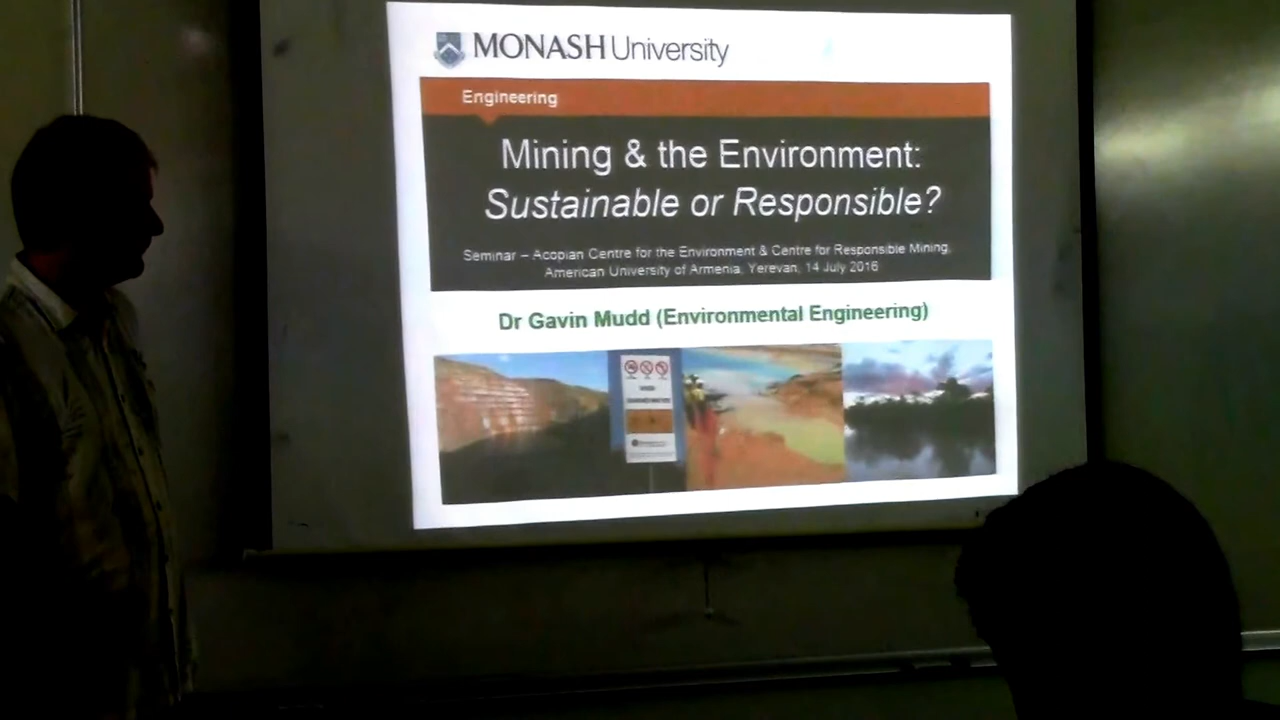 MONASH University
Engineering
Mining & the Environment:
Sustainable or Responsible?
Seminar – Acopian Centre for the Environment & Centre for Responsible Mining,
American University of Armenia, Yerevan, 14 July 2016
Dr Gavin Mudd (Environmental Engineering)